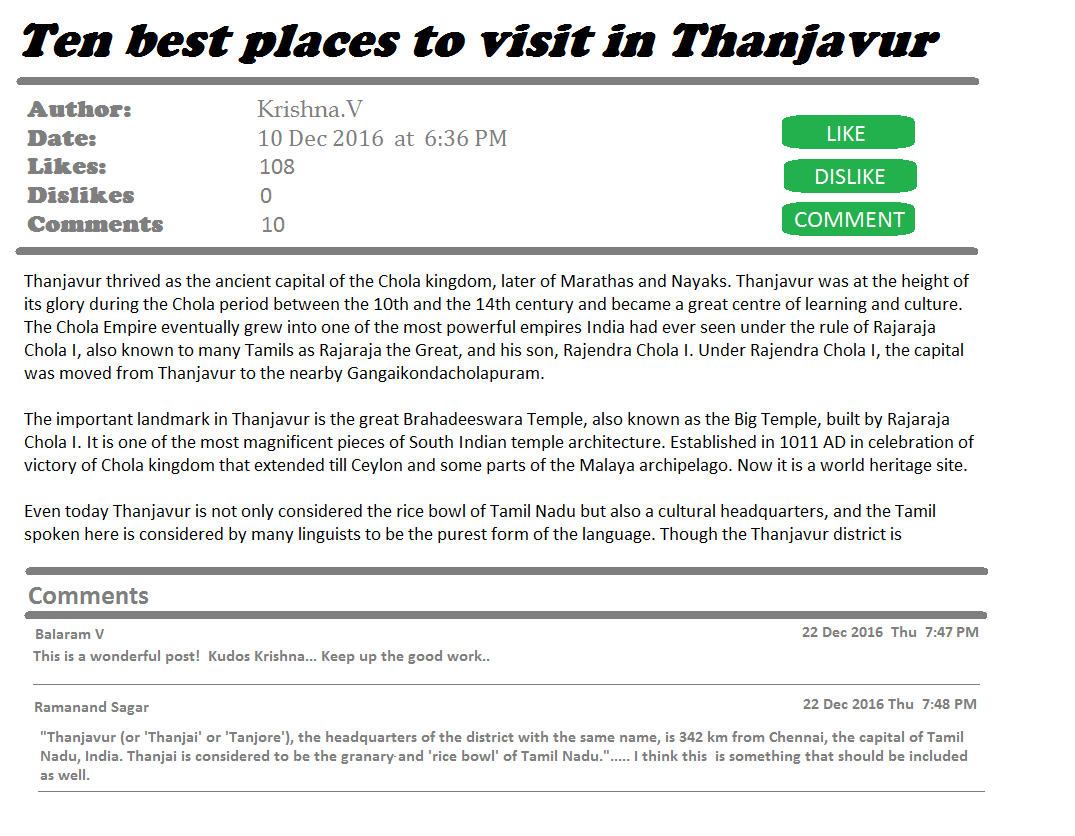 Ten best places to visit in Thanjavur
Author: Krishna.V
Date: 10 Dec 2016 at 6:36 PM
Likes: 108
Dislikes 0
Comments 10
LIKE
DISLIKE
COMMENT
Thanjavur thrived as the ancient capital of the Chola kingdom, later of Marathas and Nayaks. Thanjavur was at the height of
its glory during the Chola period between the 10th and the 14th century and became a great centre of learning and culture.
The Chola Empire eventually grew into one of the most powerful empires India had ever seen under the rule of Rajaraja
Chola I, also known to many Tamils as Rajaraja the Great, and his son, Rajendra Chola I. Under Rajendra Chola I, the capital
was moved from Thanjavur to the nearby Gangaikondacholapuram.
The important landmark in Thanjavur is the great Brahadeeswara Temple, also known as the Big Temple, built by Rajaraja
Chola I. It is one of the most magnificent pieces of South Indian temple architecture. Established in 1011 AD in celebration of
victory of Chola kingdom that extended till Ceylon and some parts of the Malaya archipelago. Now it is a world heritage site.
Even today Thanjavur is not only considered the rice bowl of Tamil Nadu but also a cultural headquarters, and the Tamil
spoken here is considered by many linguists to be the purest form of the language. Though the Thanjavur district is
Comments
Balaram V 22 Dec 2016 Thu 7:47 PM
This is a wonderful post! Kudos Krishna... Keep up the good work..
Ramanand Sagar 22 Dec 2016 Thu 7:48 PM
"Thanjavur (or 'Thanjai' or 'Tanjore'), the headquarters of the district with the same name, is 342 km from Chennai, the capital of Tamil
Nadu, India. Thanjai is considered to be the granary and 'rice bowl' of Tamil Nadu."..... I think this is something that should be included
as well.